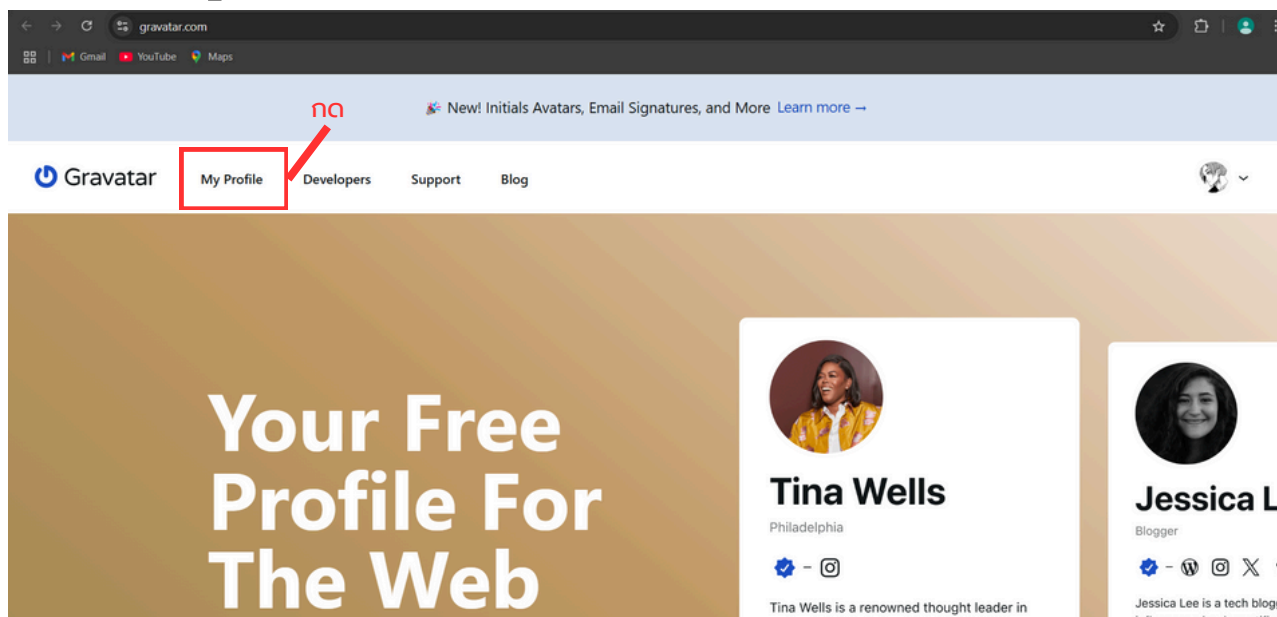 gravatar.com
Gmail YouTube Maps
🎉 New! Initials Avatars, Email Signatures, and More Learn more →
กด
Gravatar My Profile Developers Support Blog
Your Free
Profile For
The Web
Tina Wells
Philadelphia
Tina Wells is a renowned thought leader in
Jessica L
Blogger
Jessica Lee is a tech blog